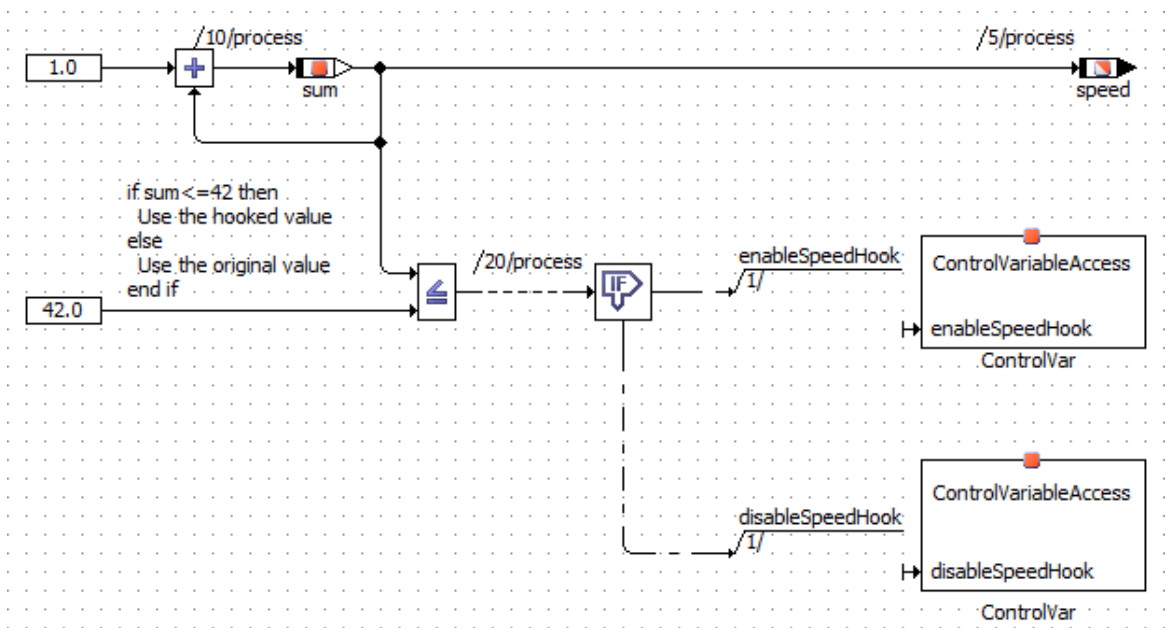 /10/process
/5/process
1.0
sum
speed
if sum<=42 then
Use the hooked value
else
Use the original value
end if
/20/process
enableSpeedHook
/1/
ControlVariableAccess
IF
42.0
enableSpeedHook
ControlVar
ControlVariableAccess
disableSpeedHook
/1/
disableSpeedHook
ControlVar